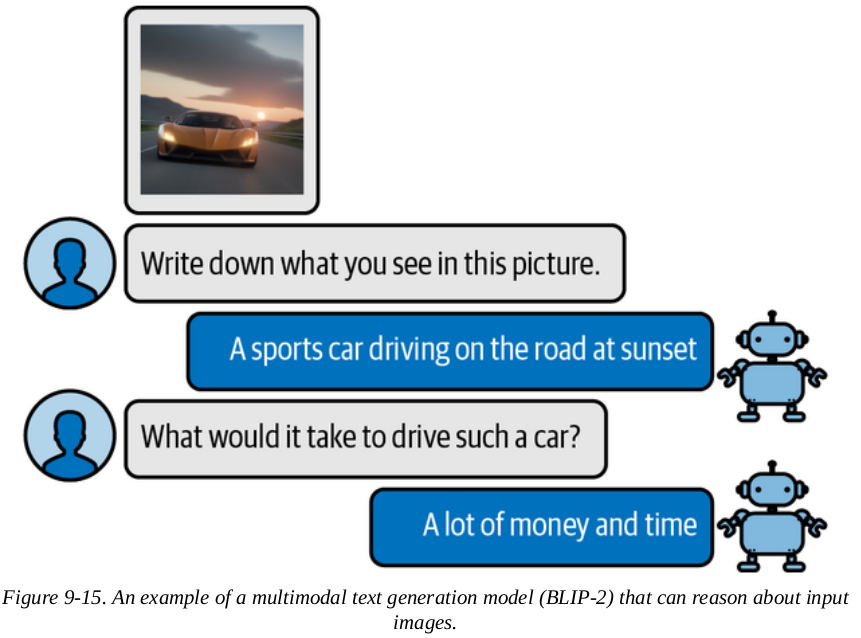 Write down what you see in this picture.
A sports car driving on the road at sunset
What would it take to drive such a car?
A lot of money and time
Figure 9-15. An example of a multimodal text generation model (BLIP-2) that can reason about input
images.